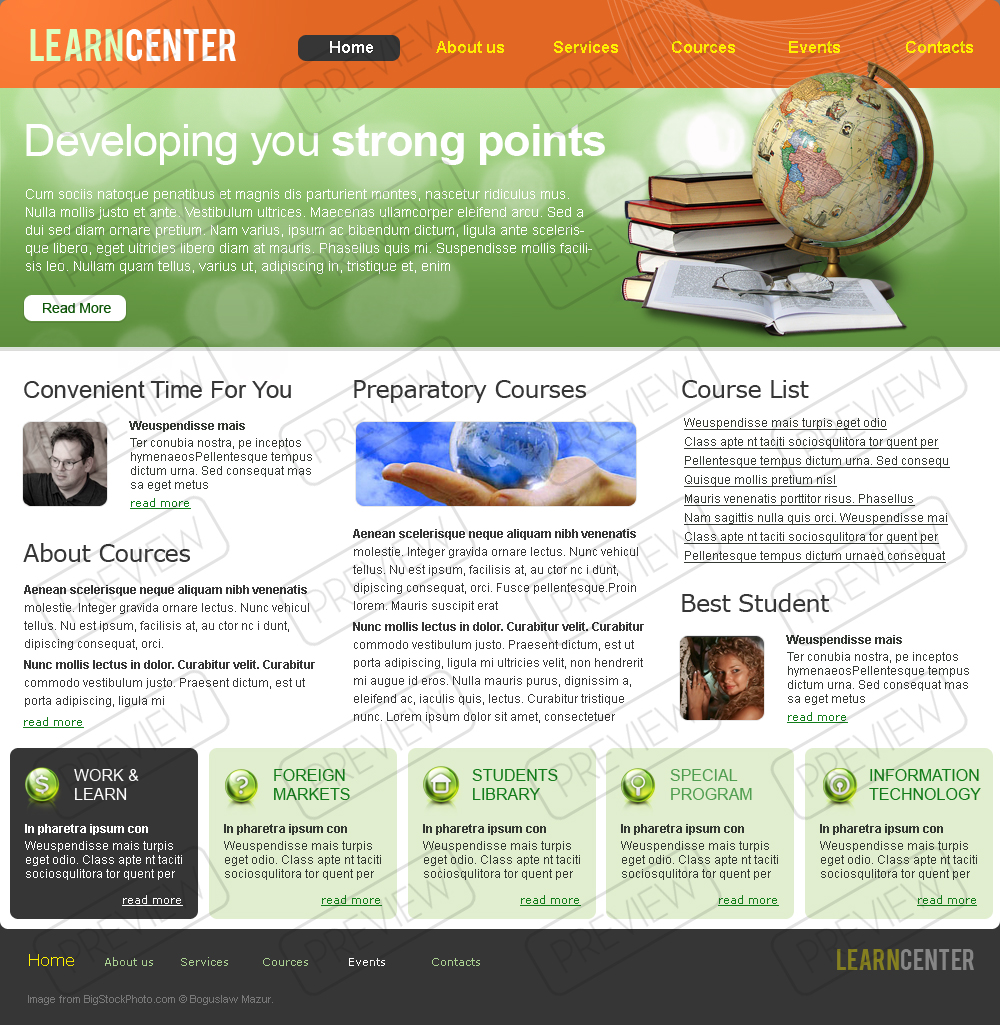 LEARNCENTER
Home About us Services Cources Events Contacts
Developing you strong points
Cum sociis natoque penatibus et magnis dis parturient montes, nascetur ridiculus mus.
Nulla mollis justo et ante. Vestibulum ultrices. Maecenas ullamcorper eleifend arcu. Sed a
dui sed diam ornare pretium. Nam varius, ipsum ac bibendum dictum, ligula ante sceleris-
que libero, eget ultricies libero diam at mauris. Phasellus quis mi. Suspendisse mollis facili-
sis leo. Nullam quam tellus, varius ut, adipiscing in, tristique et, enim
Read More
Convenient Time For You
Weuspendisse mais
Ter conubia nostra, pe inceptos
hymenaeosPellentesque tempus
dictum urna. Sed consequat mas
sa eget metus
read more
About Cources
Aenean scelerisque neque aliquam nibh venenatis
molestie. Integer gravida ornare lectus. Nunc vehicul
tellus. Nu est ipsum, facilisis at, au ctor nc i dunt,
dipiscing consequat, orci.
Nunc mollis lectus in dolor. Curabitur velit. Curabitur
commodo vestibulum justo. Praesent dictum, est ut
porta adipiscing, ligula mi
read more
Preparatory Courses
Aenean scelerisque neque aliquam nibh venenatis
molestie. Integer gravida ornare lectus. Nunc vehicul
tellus. Nu est ipsum, facilisis at, au ctor nc i dunt,
dipiscing consequat, orci. Fusce pellentesque.Proin
lorem. Mauris suscipit erat
Nunc mollis lectus in dolor. Curabitur velit. Curabitur
commodo vestibulum justo. Praesent dictum, est ut
porta adipiscing, ligula mi ultricies velit, non hendrerit
mi augue id eros. Nulla mauris purus, dignissim a,
eleifend ac, iaculis quis, lectus. Curabitur tristique
nunc. Lorem ipsum dolor sit amet, consectetuer
Course List
Weuspendisse mais turpis eget odio
Class apte nt taciti sociosqulitora tor quent per
Pellentesque tempus dictum urna. Sed consequ
Quisque mollis pretium nisl
Mauris venenatis porttitor risus. Phasellus
Nam sagittis nulla quis orci. Weuspendisse mai
Class apte nt taciti sociosqulitora tor quent per
Pellentesque tempus dictum urnaed consequat
Best Student
Weuspendisse mais
Ter conubia nostra, pe inceptos
hymenaeosPellentesque tempus
dictum urna. Sed consequat mas
sa eget metus
read more
WORK &
LEARN
In pharetra ipsum con
Weuspendisse mais turpis
eget odio. Class apte nt taciti
sociosqulitora tor quent per
read more
FOREIGN
MARKETS
In pharetra ipsum con
Weuspendisse mais turpis
eget odio. Class apte nt taciti
sociosqulitora tor quent per
read more
STUDENTS
LIBRARY
In pharetra ipsum con
Weuspendisse mais turpis
eget odio. Class apte nt taciti
sociosqulitora tor quent per
read more
SPECIAL
PROGRAM
In pharetra ipsum con
Weuspendisse mais turpis
eget odio. Class apte nt taciti
sociosqulitora tor quent per
read more
INFORMATION
TECHNOLOGY
In pharetra ipsum con
Weuspendisse mais turpis
eget odio. Class apte nt taciti
sociosqulitora tor quent per
read more
Home About us Services Cources Events Contacts
LEARNCENTER
Image from BigStockPhoto.com © Boguslaw Mazur.
PREVIEW